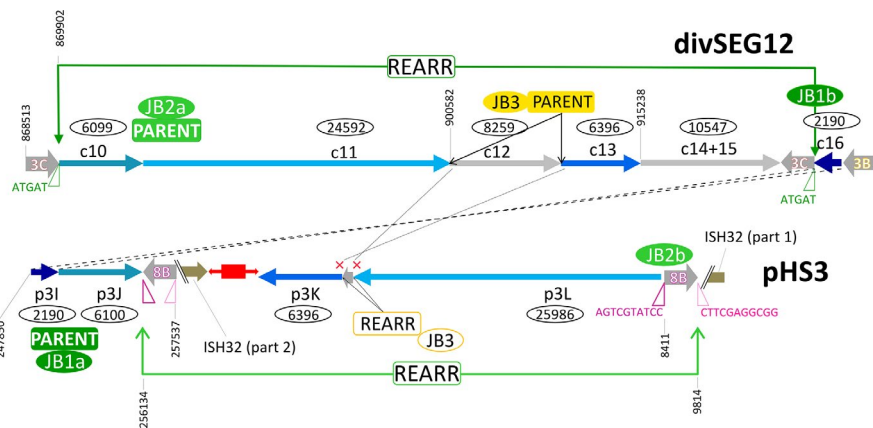 869902
divSEG12
REARR
868513
6099
JB2a
PARENT
24592
900582
JB3 PARENT
8259
6396
915238
10547
JB1b
2190
3C
c10
c11
c12
c13
c14+15
3C
c16
3B
ATGAT
ATGAT
ISH32 (part 1)
8B
JB2b
8B
pHS3
p3I
p3J
p3K
p3L
2190
6100
6396
25986
AGTCGTATCC
CTTCGAGGCGG
PARENT
JB1a
257537
ISH32 (part 2)
REARR
JB3
8411
REARR
256134
9814